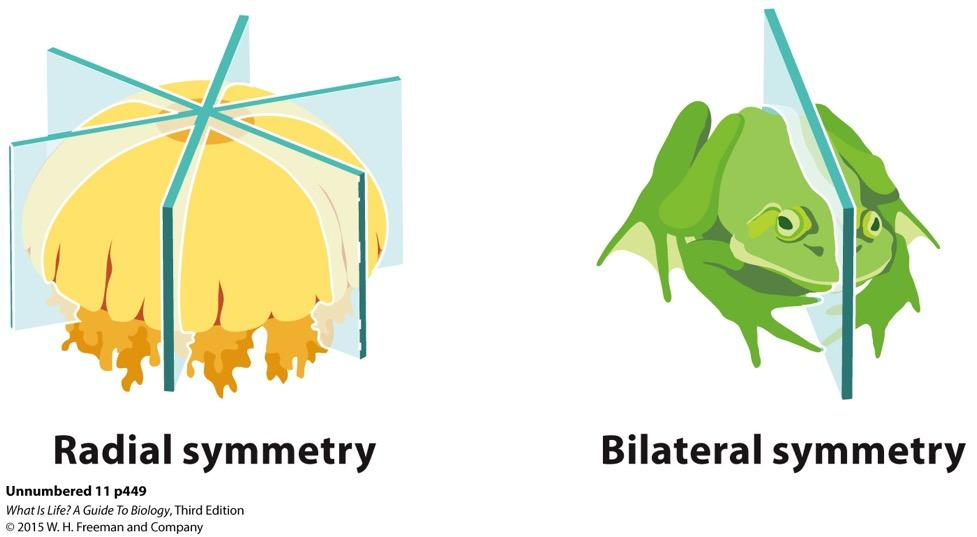 Radial symmetry
Bilateral symmetry
Unnumbered 11 p449
What Is Life? A Guide To Biology, Third Edition
© 2015 W. H. Freeman and Company